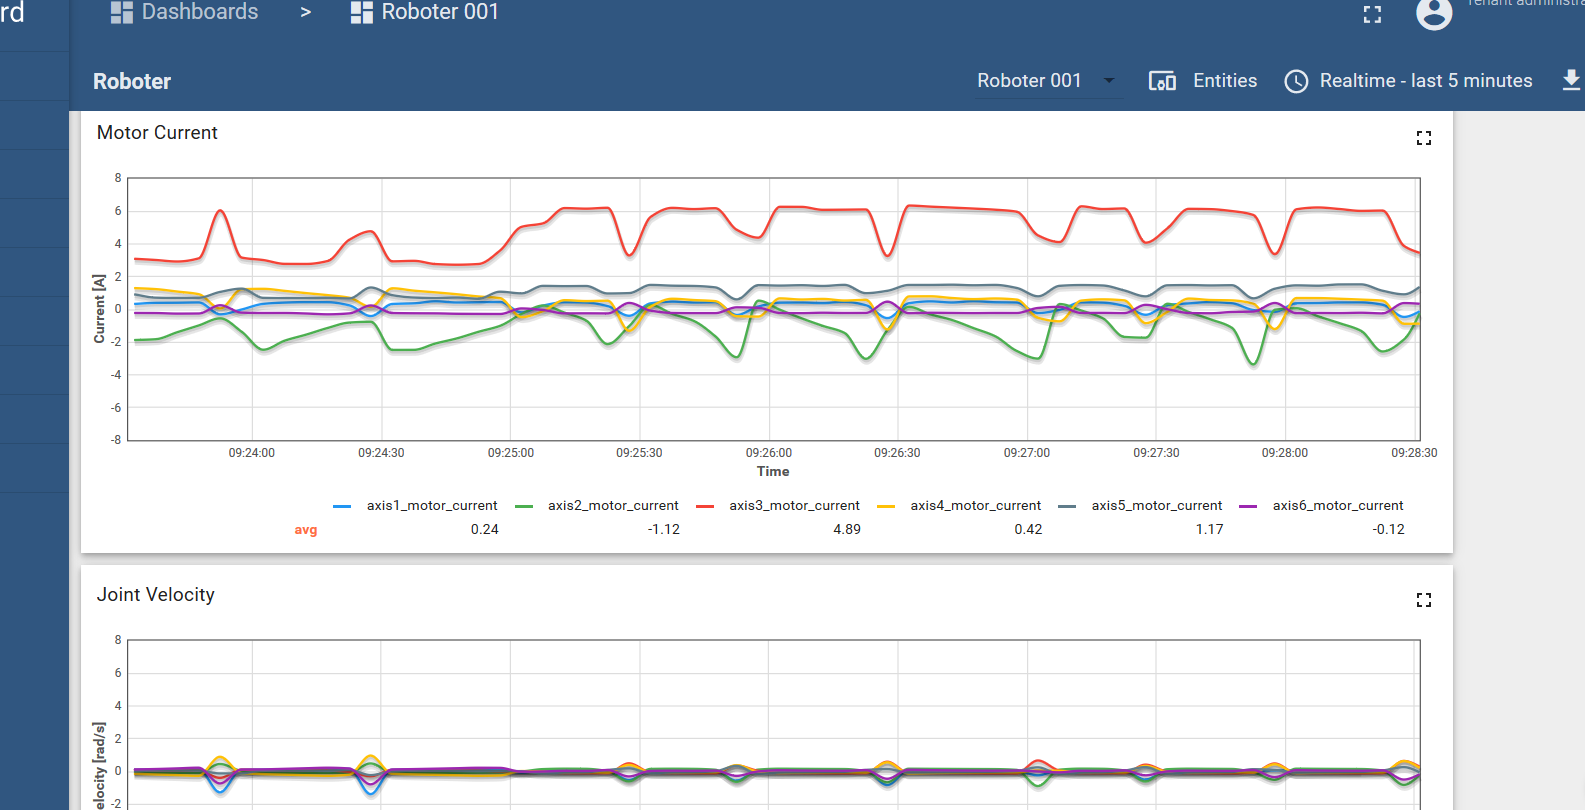 rd
Dashboards > Roboter 001
Tenant administra
Roboter
Roboter 001
Entities
Realtime - last 5 minutes
Motor Current
8
6
4
2
0
-2
-4
-6
-8
Current [A]
09:24:00 09:24:30 09:25:00 09:25:30 09:26:00 09:26:30 09:27:00 09:27:30 09:28:00 09:28:30
Time
axis1_motor_current axis2_motor_current axis3_motor_current axis4_motor_current axis5_motor_current axis6_motor_current
avg 0.24 -1.12 4.89 0.42 1.17 -0.12
Joint Velocity
8
6
4
2
0
-2
elocity [rad/s]